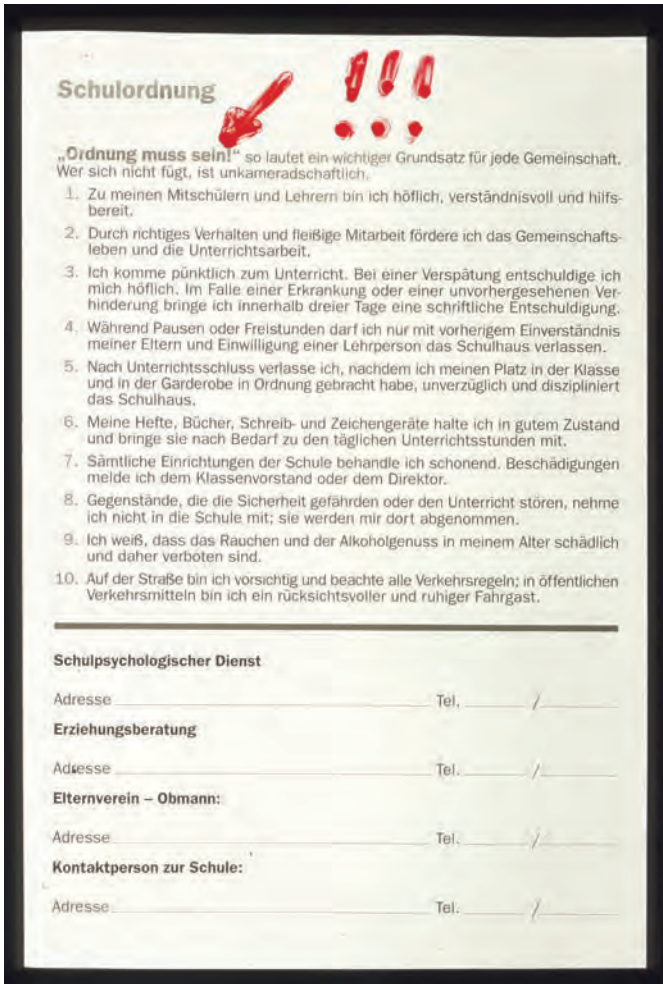 !!!
Schulordnung
„Ordnung muss sein!“ so lautet ein wichtiger Grundsatz für jede Gemeinschaft.
Wer sich nicht fügt, ist unkameradschaftlich.
1. Zu meinen Mitschülern und Lehrern bin ich höflich, verständnisvoll und hilfs-
bereit.
2. Durch richtiges Verhalten und fleißige Mitarbeit fördere ich das Gemeinschafts-
leben und die Unterrichtsarbeit.
3. Ich komme pünktlich zum Unterricht. Bei einer Verspätung entschuldige ich
mich höflich. Im Falle einer Erkrankung oder einer unvorhergesehenen Ver-
hinderung bringe ich innerhalb dreier Tage eine schriftliche Entschuldigung.
4. Während Pausen oder Freistunden darf ich nur mit vorherigem Einverständnis
meiner Eltern und Einwilligung einer Lehrperson das Schulhaus verlassen.
5. Nach Unterrichtsschluss verlasse ich, nachdem ich meinen Platz in der Klasse
und in der Garderobe in Ordnung gebracht habe, unverzüglich und diszipliniert
das Schulhaus.
6. Meine Hefte, Bücher, Schreib- und Zeichengeräte halte ich in gutem Zustand
und bringe sie nach Bedarf zu den täglichen Unterrichtsstunden mit.
7. Sämtliche Einrichtungen der Schule behandle ich schonend. Beschädigungen
melde ich dem Klassenvorstand oder dem Direktor.
8. Gegenstände, die die Sicherheit gefährden oder den Unterricht stören, nehme
ich nicht in die Schule mit; sie werden mir dort abgenommen.
9. Ich weiß, dass das Rauchen und der Alkoholgenuss in meinem Alter schädlich
und daher verboten sind.
10. Auf der Straße bin ich vorsichtig und beachte alle Verkehrsregeln; in öffentlichen
Verkehrsmitteln bin ich ein rücksichtsvoller und ruhiger Fahrgast.
Schulpsychologischer Dienst
Adresse Tel. /
Erziehungsberatung
Adresse Tel. /
Elternverein – Obmann:
Adresse Tel. /
Kontaktperson zur Schule:
Adresse Tel. /